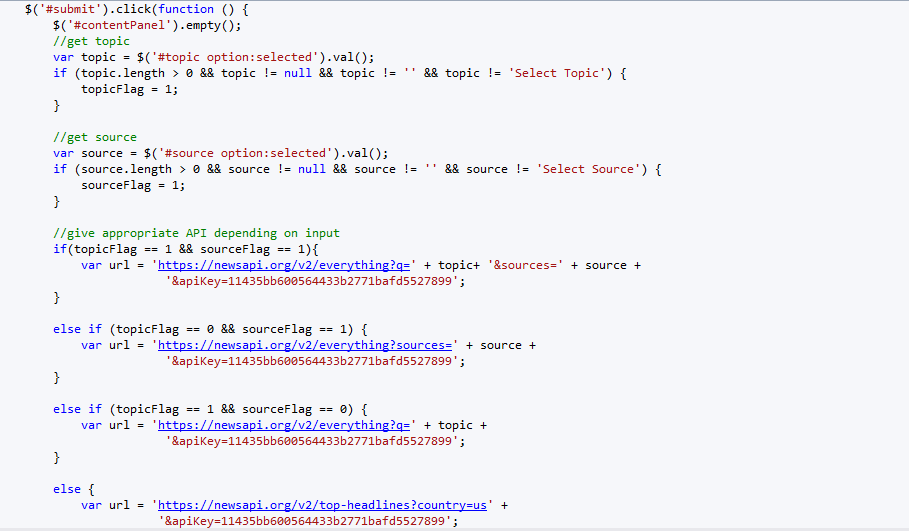 $('#submit').click(function () {
$('#contentPanel').empty();
//get topic
var topic = $('#topic option:selected').val();
if (topic.length > 0 && topic != null && topic != '' && topic != 'Select Topic') {
topicFlag = 1;
}
//get source
var source = $('#source option:selected').val();
if (source.length > 0 && source != null && source != '' && source != 'Select Source') {
sourceFlag = 1;
}
//give appropriate API depending on input
if(topicFlag == 1 && sourceFlag == 1){
var url = 'https://newsapi.org/v2/everything?q=' + topic+ '&sources=' + source +
'&apiKey=11435bb600564433b2771bafd5527899';
}
else if (topicFlag == 0 && sourceFlag == 1) {
var url = 'https://newsapi.org/v2/everything?sources=' + source +
'&apiKey=11435bb600564433b2771bafd5527899';
}
else if (topicFlag == 1 && sourceFlag == 0) {
var url = 'https://newsapi.org/v2/everything?q=' + topic +
'&apiKey=11435bb600564433b2771bafd5527899';
}
else {
var url = 'https://newsapi.org/v2/top-headlines?country=us' +
'&apiKey=11435bb600564433b2771bafd5527899';